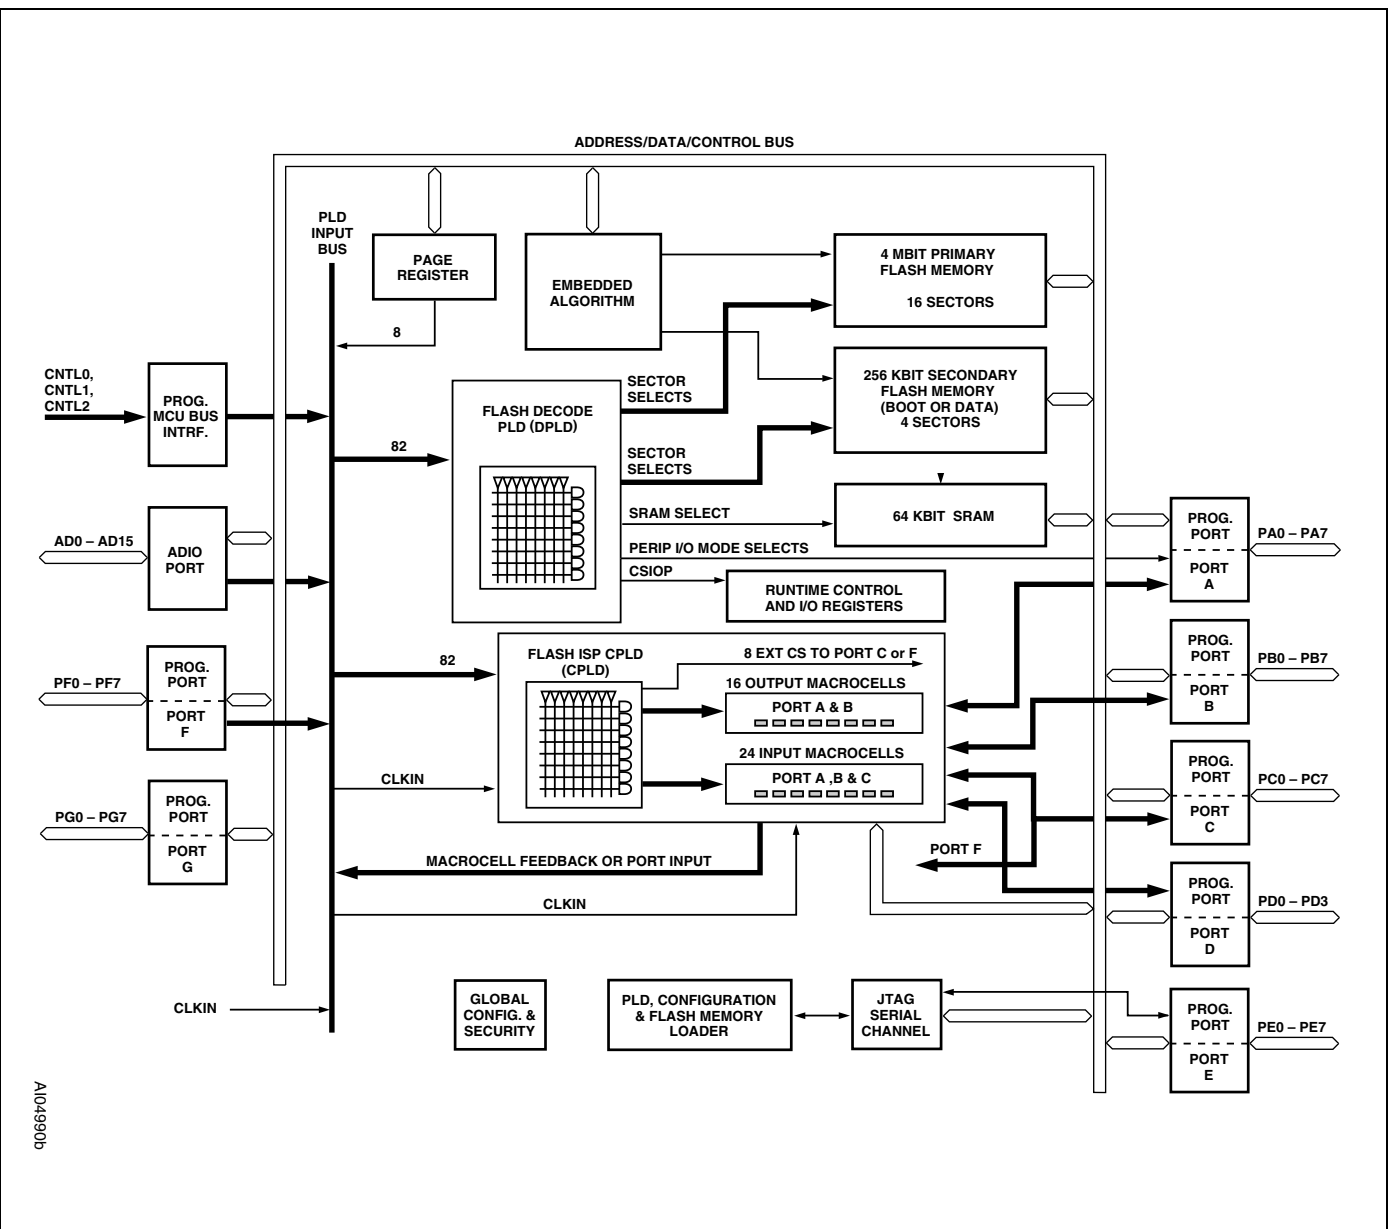 ADDRESS/DATA/CONTROL BUS
PLD
INPUT
BUS
PAGE
REGISTER
8
EMBEDDED
ALGORITHM
4 MBIT PRIMARY
FLASH MEMORY
16 SECTORS
CNTL0,
CNTL1,
CNTL2
PROG.
MCU BUS
INTRF.
82
FLASH DECODE
PLD (DPLD)
SECTOR
SELECTS
256 KBIT SECONDARY
FLASH MEMORY
(BOOT OR DATA)
4 SECTORS
SECTOR
SELECTS
SRAM SELECT
64 KBIT SRAM
PERIP I/O MODE SELECTS
CSIOP
RUNTIME CONTROL
AND I/O REGISTERS
AD0 – AD15
ADIO
PORT
PROG.
PORT
PORT
A
PA0 – PA7
PF0 – PF7
PROG.
PORT
PORT
F
82
FLASH ISP CPLD
(CPLD)
8 EXT CS TO PORT C or F
16 OUTPUT MACROCELLS
PORT A & B
24 INPUT MACROCELLS
PORT A ,B & C
CLKIN
PROG.
PORT
PORT
B
PB0 – PB7
PG0 – PG7
PROG.
PORT
PORT
G
PROG.
PORT
PORT
C
PC0 – PC7
MACROCELL FEEDBACK OR PORT INPUT
PORT F
CLKIN
PROG.
PORT
PORT
D
PD0 – PD3
CLKIN
GLOBAL
CONFIG. &
SECURITY
PLD, CONFIGURATION
& FLASH MEMORY
LOADER
JTAG
SERIAL
CHANNEL
PROG.
PORT
PORT
E
PE0 – PE7
AI04990b